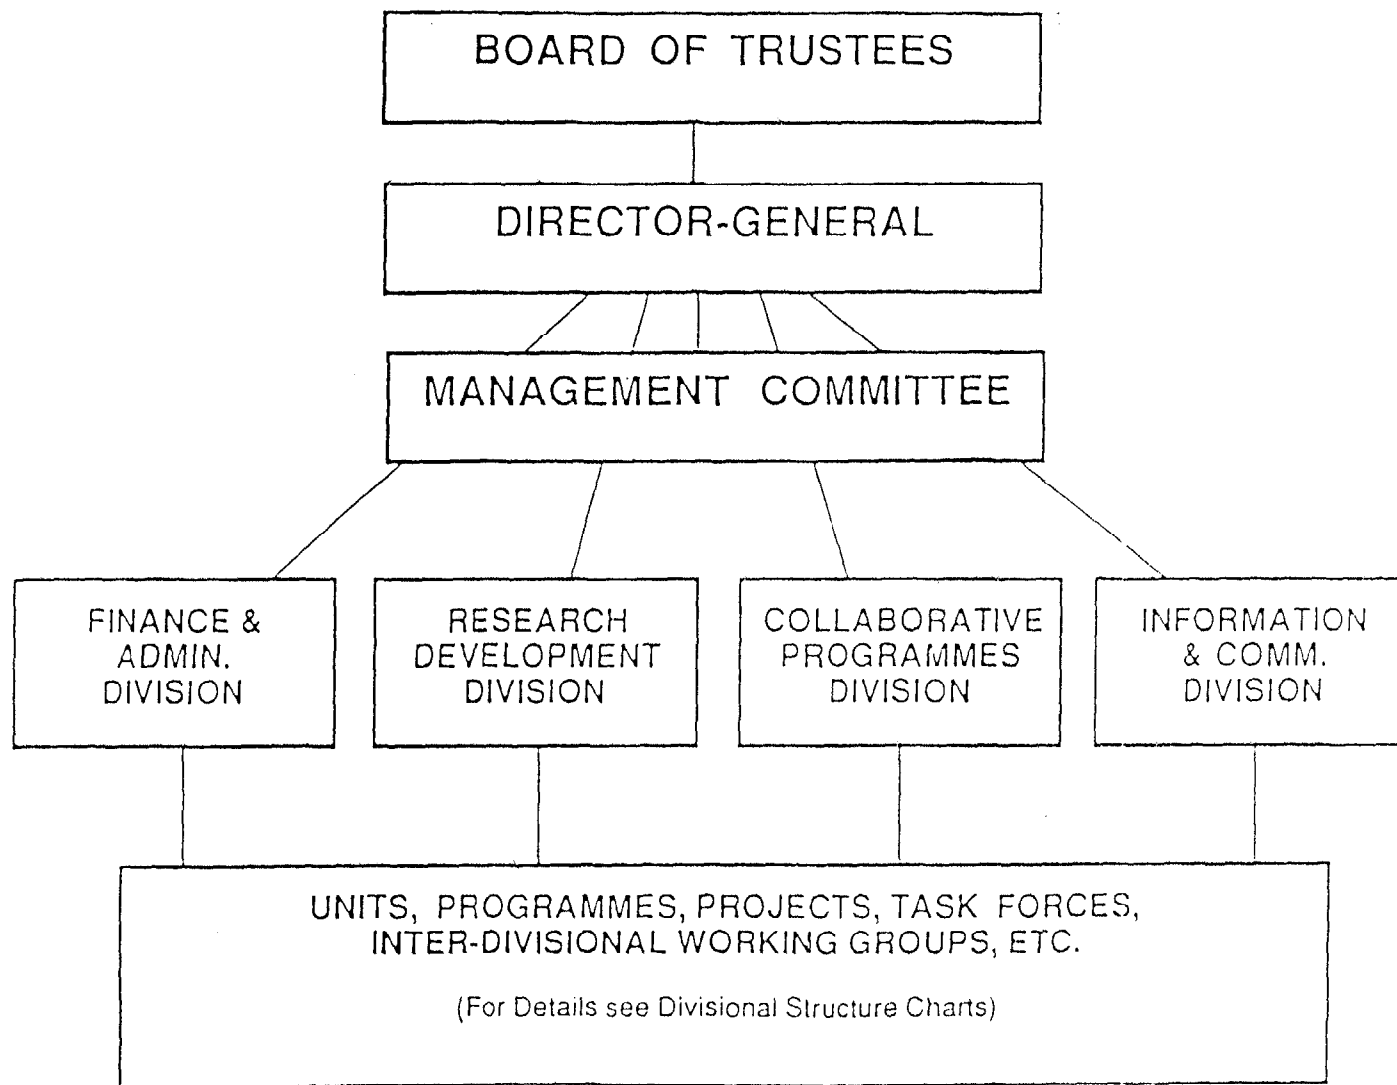 BOARD OF TRUSTEES
DIRECTOR-GENERAL
MANAGEMENT COMMITTEE
FINANCE &
ADMIN.
DIVISION
RESEARCH
DEVELOPMENT
DIVISION
COLLABORATIVE
PROGRAMMES
DIVISION
INFORMATION
& COMM.
DIVISION
UNITS, PROGRAMMES, PROJECTS, TASK FORCES,
INTER-DIVISIONAL WORKING GROUPS, ETC.
(For Details see Divisional Structure Charts)